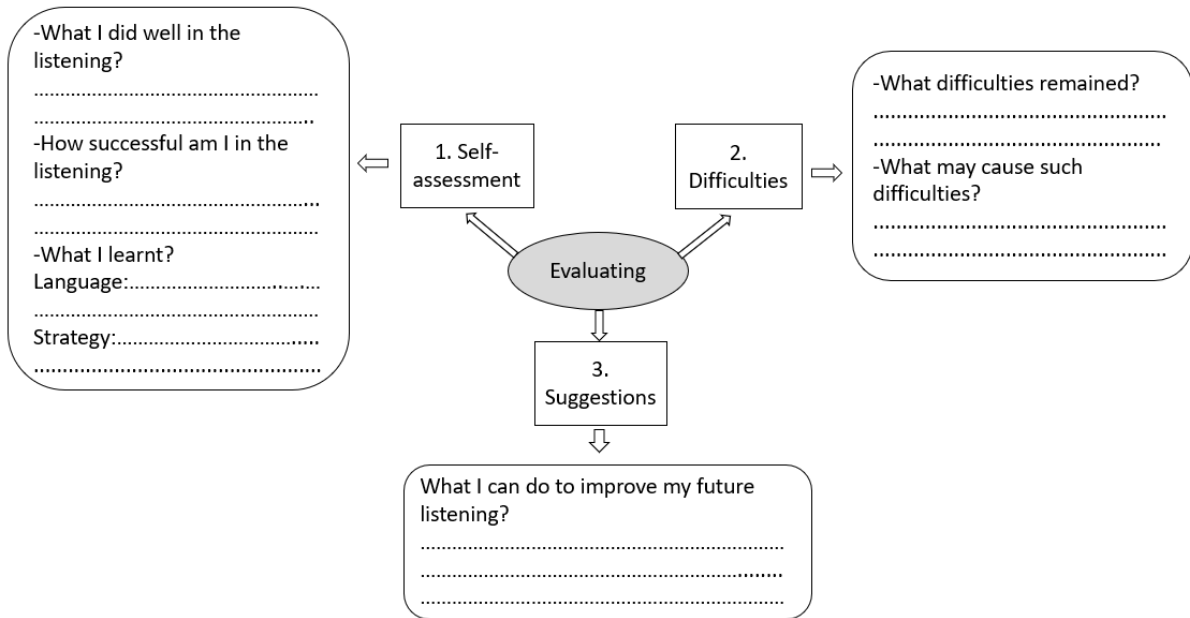 -What I did well in the
listening?
......................................................
.....................................................
-How successful am I in the
listening?
......................................................
......................................................
-What I learnt?
Language:....................................
......................................................
Strategy:.......................................
......................................................
1. Self-
assessment
2.
Difficulties
-What difficulties remained?
......................................................
.....................................................
-What may cause such
difficulties?
......................................................
......................................................
Evaluating
3.
Suggestions
What I can do to improve my future
listening?
.....................................................................
.....................................................................
.....................................................................